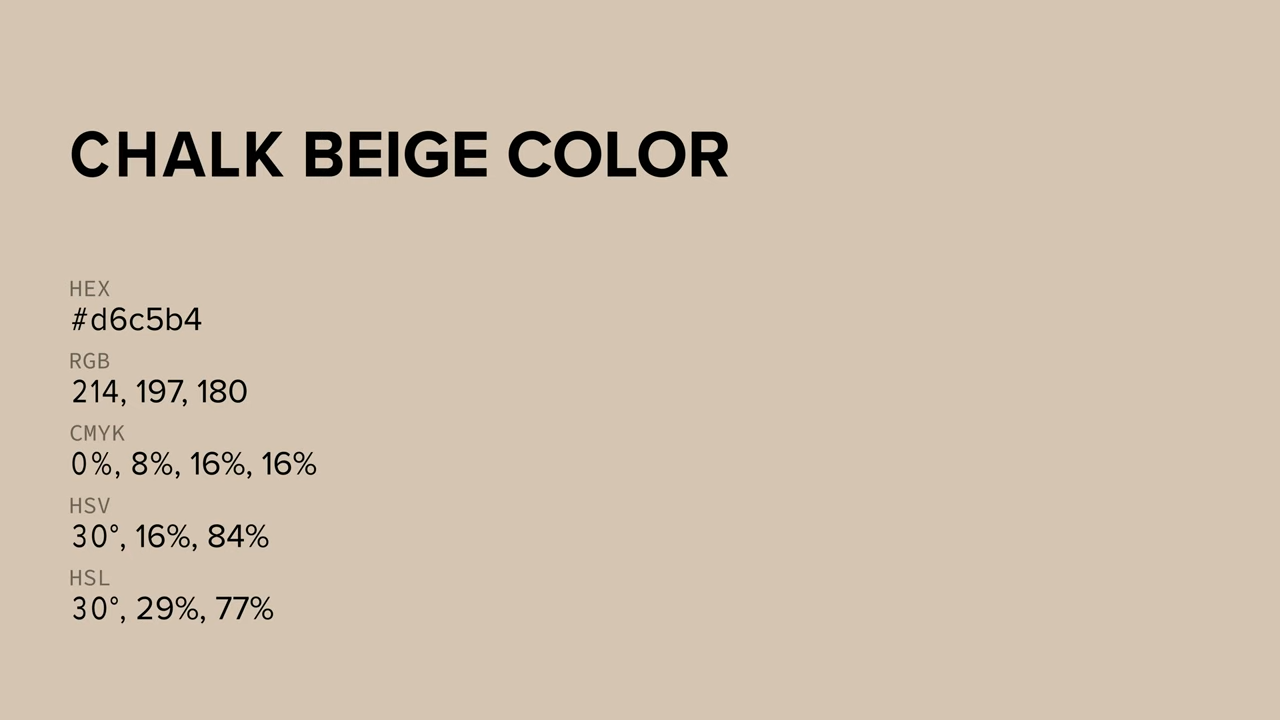 CHALK BEIGE COLOR
HEX
#d6c5b4
RGB
214, 197, 180
CMYK
0%, 8%, 16%, 16%
HSV
30°, 16%, 84%
HSL
30°, 29%, 77%